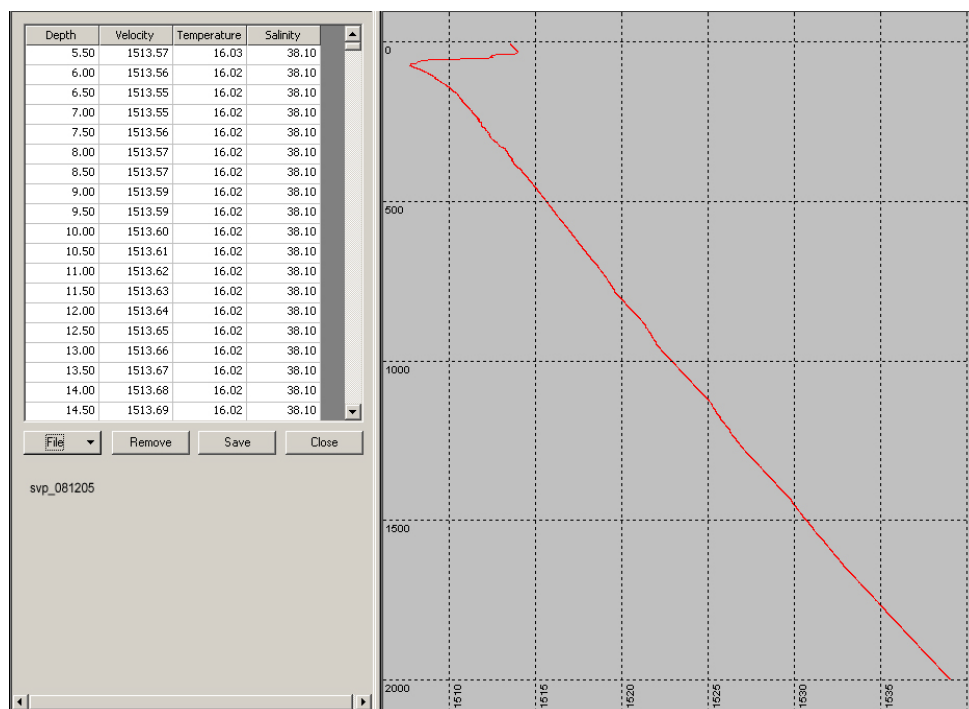 Depth Velocity Temperature Salinity
5.50 1513.57 16.03 38.10
6.00 1513.56 16.02 38.10
6.50 1513.55 16.02 38.10
7.00 1513.55 16.02 38.10
7.50 1513.56 16.02 38.10
8.00 1513.57 16.02 38.10
8.50 1513.57 16.02 38.10
9.00 1513.59 16.02 38.10
9.50 1513.59 16.02 38.10
10.00 1513.60 16.02 38.10
10.50 1513.61 16.02 38.10
11.00 1513.62 16.02 38.10
11.50 1513.63 16.02 38.10
12.00 1513.64 16.02 38.10
12.50 1513.65 16.02 38.10
13.00 1513.66 16.02 38.10
13.50 1513.67 16.02 38.10
14.00 1513.68 16.02 38.10
14.50 1513.69 16.02 38.10
File Remove Save Close
svp_081205
0
500
1000
1500
2000
1510 1515 1520 1525 1530 1535